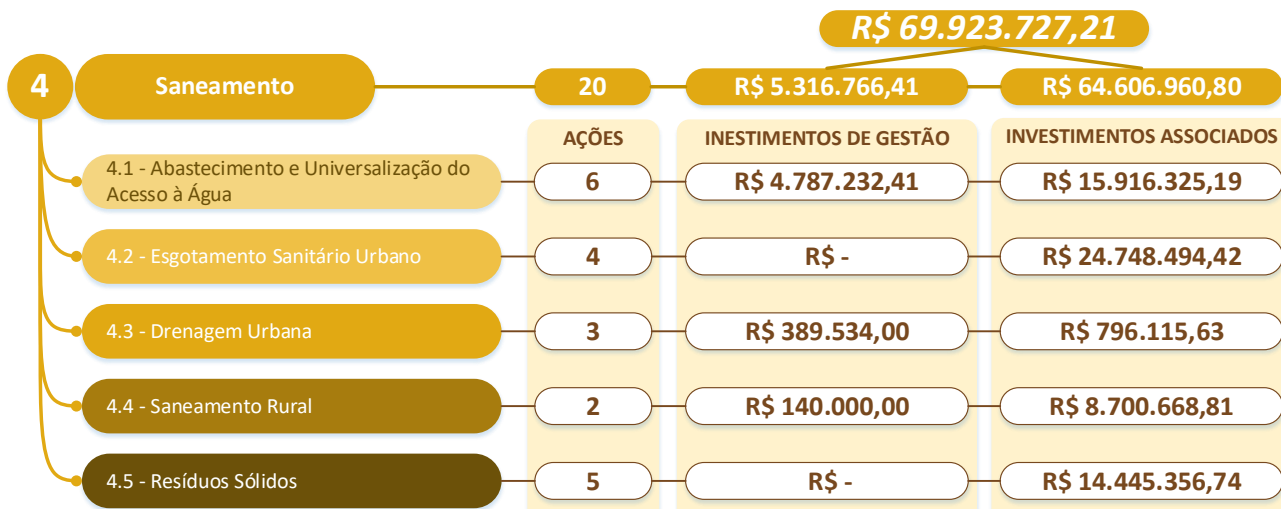 R$ 69.923.727,21
4 Saneamento 20 R$ 5.316.766,41 R$ 64.606.960,80
AÇÕES INESTIMENTOS DE GESTÃO INVESTIMENTOS ASSOCIADOS
4.1 - Abastecimento e Universalização do
Acesso à Água
6 R$ 4.787.232,41 R$ 15.916.325,19
4.2 - Esgotamento Sanitário Urbano 4 R$ - R$ 24.748.494,42
4.3 - Drenagem Urbana 3 R$ 389.534,00 R$ 796.115,63
4.4 - Saneamento Rural 2 R$ 140.000,00 R$ 8.700.668,81
4.5 - Resíduos Sólidos 5 R$ - R$ 14.445.356,74